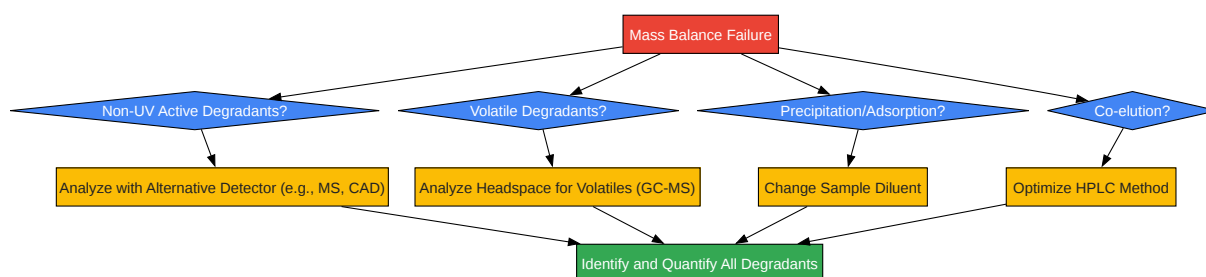 Mass Balance Failure
Non-UV Active Degradants?
Volatile Degradants?
Precipitation/Adsorption?
Co-elution?
Analyze with Alternative Detector (e.g., MS, CAD)
Analyze Headspace for Volatiles (GC-MS)
Change Sample Diluent
Optimize HPLC Method
Identify and Quantify All Degradants